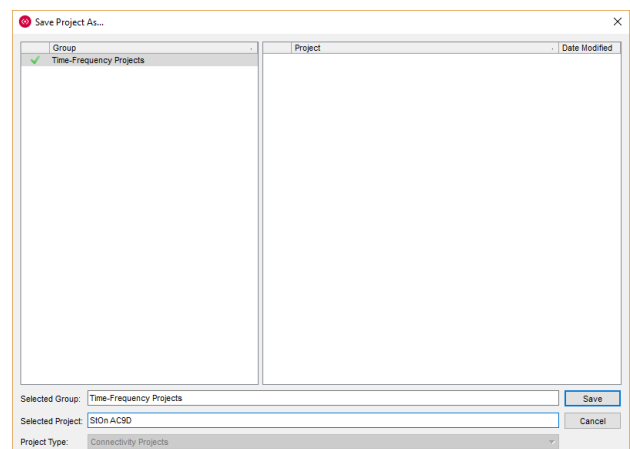 Save Project As...
Group Project Date Modified
Time-Frequency Projects
Selected Group: Time-Frequency Projects Save
Selected Project: StOn AC9D Cancel
Project Type: Connectivity Projects